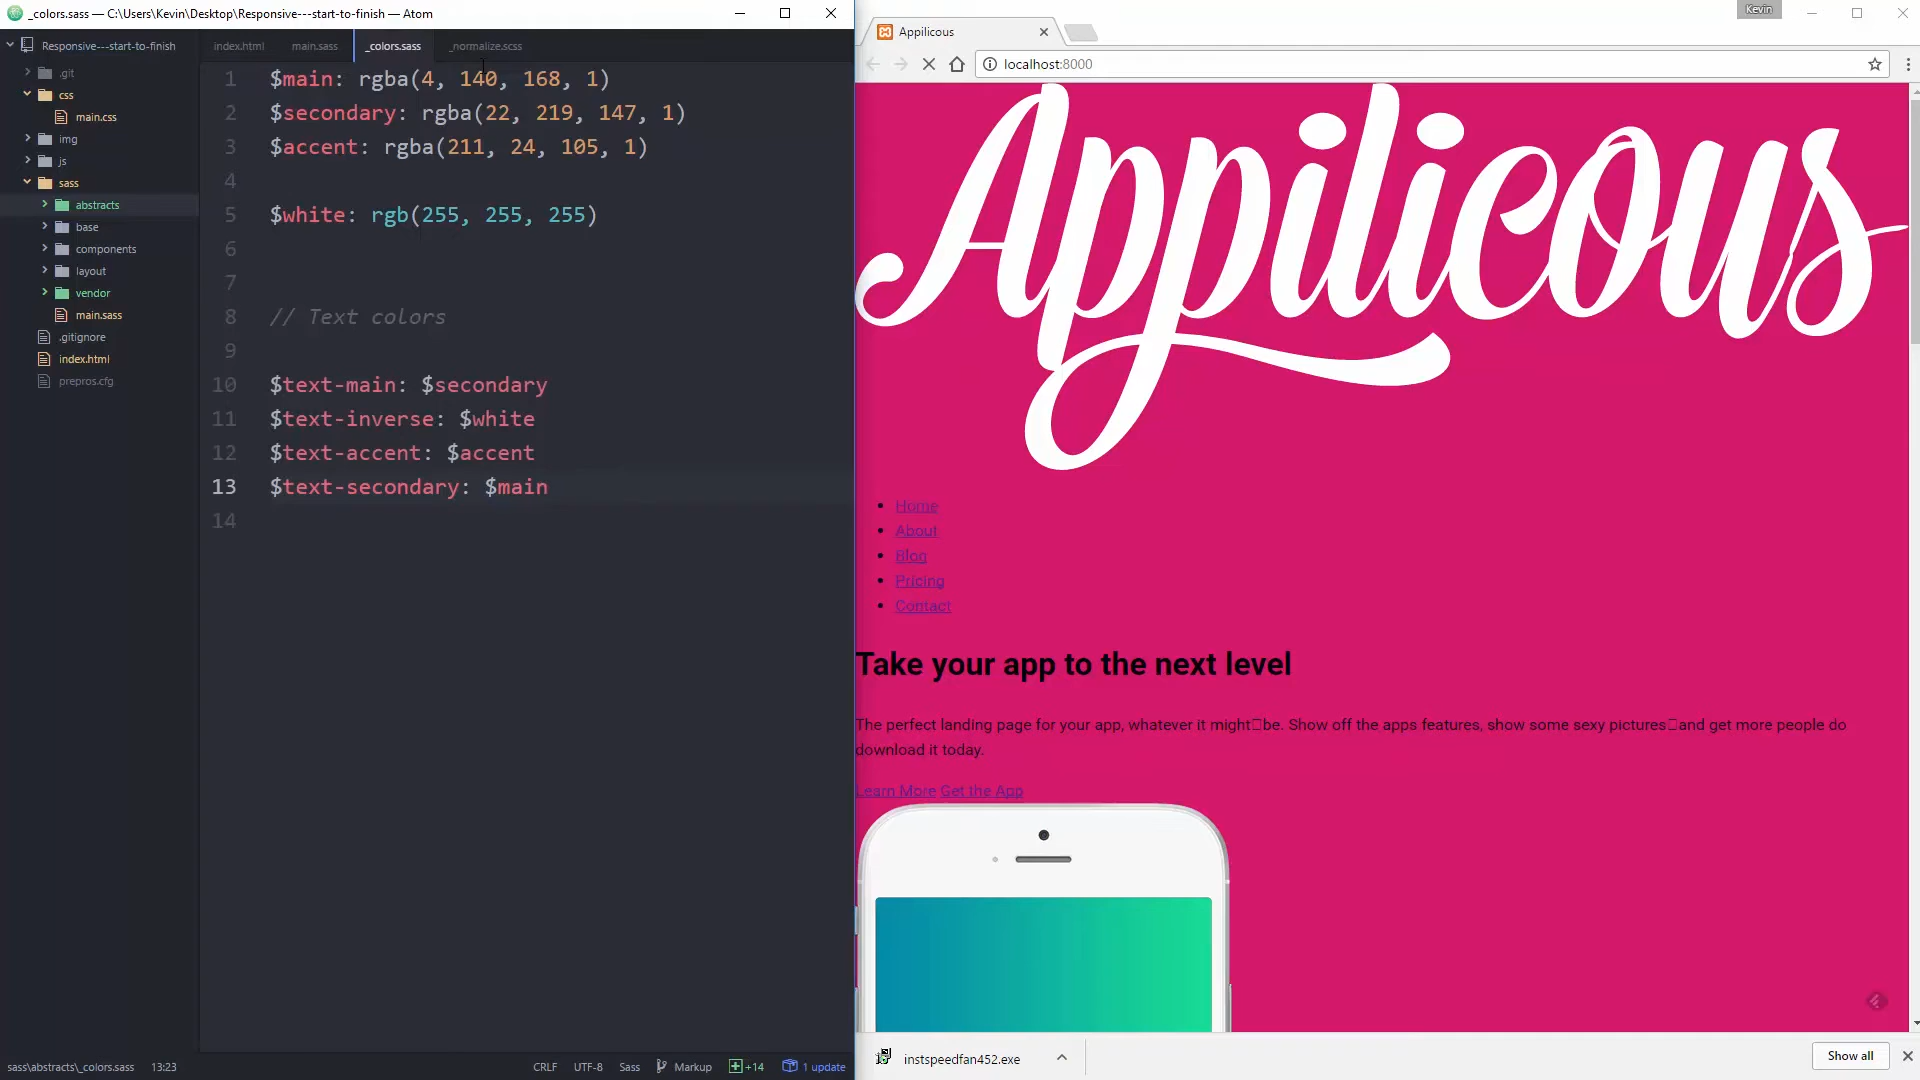 _colors.sass — C:\Users\Kevin\Desktop\Responsive---start-to-finish — Atom
Responsive---start-to-finish
.git
css
main.css
img
js
sass
abstracts
base
components
layout
vendor
main.sass
.gitignore
index.html
prepros.cfg
index.html
main.sass
_colors.sass
_normalize.scss
1 $main: rgba(4, 140, 168, 1)
2 $secondary: rgba(22, 219, 147, 1)
3 $accent: rgba(211, 24, 105, 1)
4
5 $white: rgb(255, 255, 255)
6
7
8 // Text colors
9
10 $text-main: $secondary
11 $text-inverse: $white
12 $text-accent: $accent
13 $text-secondary: $main
14
sass\abstracts\_colors.sass 13:23
CRLF UTF-8 Sass Markup +14 1 update
Kevin
Appilicous
localhost:8000
Appilicous
Home
About
Blog
Pricing
Contact
Take your app to the next level
The perfect landing page for your app, whatever it might□be. Show off the apps features, show some sexy pictures□and get more people do
download it today.
Learn More Get the App
instspeedfan452.exe
Show all